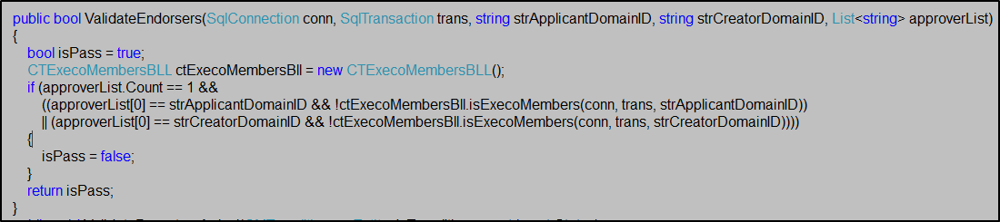 public bool ValidateEndorsers(SqlConnection conn, SqlTransaction trans, string strApplicantDomainID, string strCreatorDomainID, List<string> approverList)
{
bool isPass = true;
CTExecoMembersBLL ctExecoMembersBll = new CTExecoMembersBLL();
if (approverList.Count == 1 &&
((approverList[0] == strApplicantDomainID && !ctExecoMembersBll.isExecoMembers(conn, trans, strApplicantDomainID))
|| (approverList[0] == strCreatorDomainID && !ctExecoMembersBll.isExecoMembers(conn, trans, strCreatorDomainID))))
{
isPass = false;
}
return isPass;
}